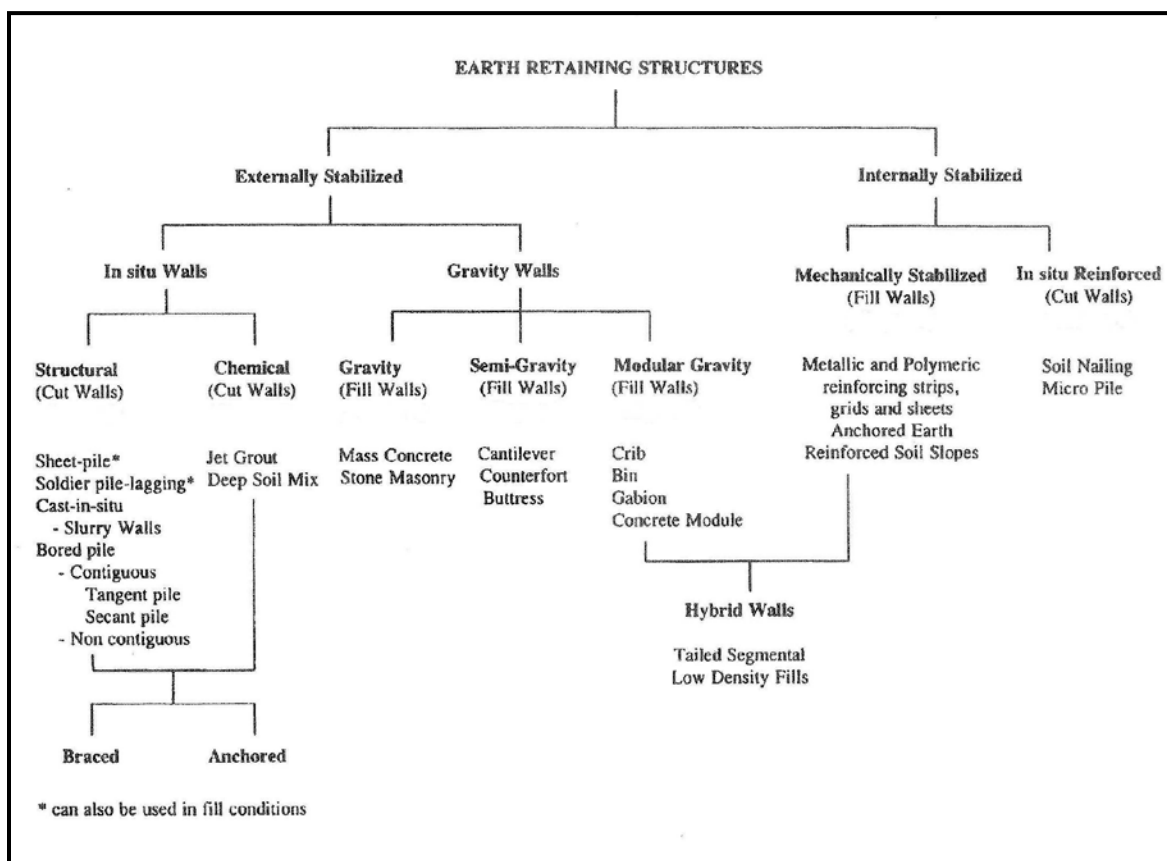 EARTH RETAINING STRUCTURES
Externally Stabilized
Internally Stabilized
In situ Walls
Gravity Walls
Mechanically Stabilized
(Fill Walls)
In situ Reinforced
(Cut Walls)
Structural
(Cut Walls)
Chemical
(Cut Walls)
Gravity
(Fill Walls)
Semi-Gravity
(Fill Walls)
Modular Gravity
(Fill Walls)
Metallic and Polymeric
reinforcing strips,
grids and sheets
Anchored Earth
Reinforced Soil Slopes
Soil Nailing
Micro Pile
Sheet-pile*
Soldier pile-lagging*
Cast-in-situ
- Slurry Walls
Bored pile
- Contiguous
Tangent pile
Secant pile
- Non contiguous
Jet Grout
Deep Soil Mix
Mass Concrete
Stone Masonry
Cantilever
Counterfort
Buttress
Crib
Bin
Gabion
Concrete Module
Hybrid Walls
Tailed Segmental
Low Density Fills
Braced
Anchored
* can also be used in fill conditions